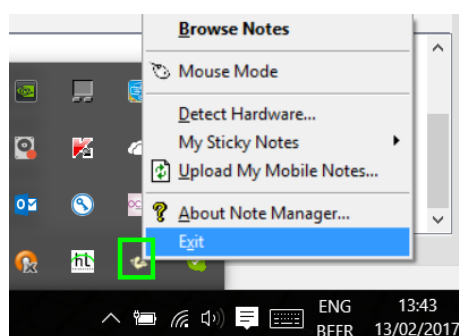 Browse Notes
Mouse Mode
Detect Hardware...
My Sticky Notes
Upload My Mobile Notes...
About Note Manager...
Exit
ENG 13:43
BEER 13/02/2017